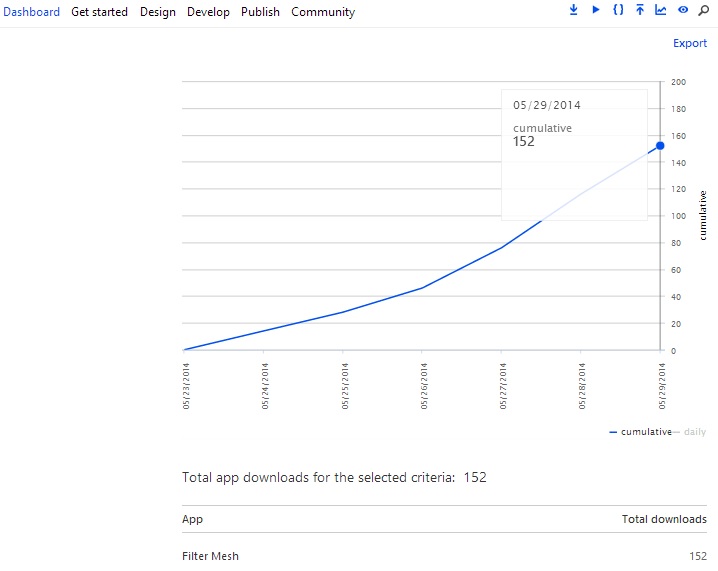 Dashboard Get started Design Develop Publish Community
Export
200
180
160
140
120
100
80
60
40
20
0
cumulative
05/29/2014
cumulative
152
05/23/2014 05/24/2014 05/25/2014 05/26/2014 05/27/2014 05/28/2014 05/29/2014
cumulative daily
Total app downloads for the selected criteria: 152
App Total downloads
Filter Mesh 152